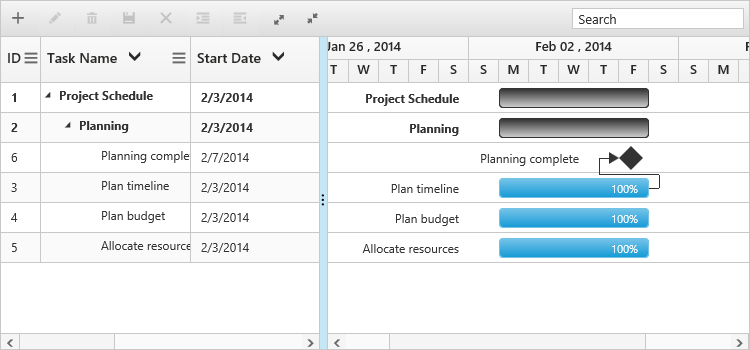 Search
ID Task Name Start Date
Jan 26 , 2014 Feb 02 , 2014 F
T W T F S S M T W T F S S M
1 Project Schedule 2/3/2014
2 Planning 2/3/2014
6 Planning comple 2/7/2014
3 Plan timeline 2/3/2014
4 Plan budget 2/3/2014
5 Allocate resource 2/3/2014
Project Schedule
Planning
Planning complete
Plan timeline 100%
Plan budget 100%
Allocate resources 100%